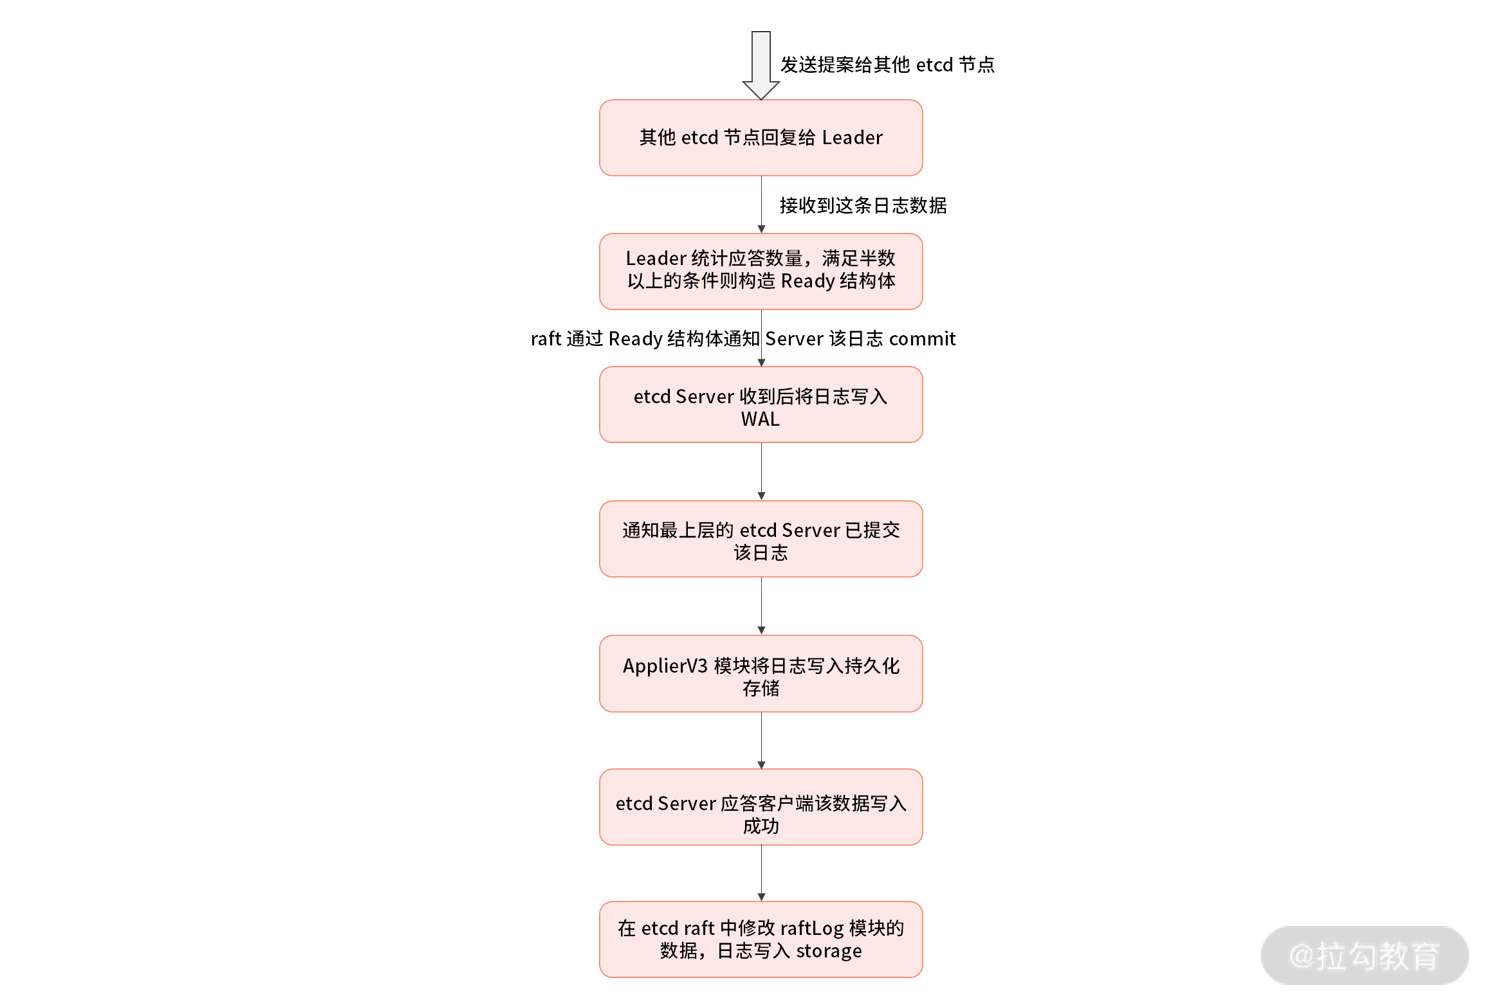 发送提案给其他 etcd 节点
其他 etcd 节点回复给 Leader
接收到这条日志数据
Leader 统计应答数量，满足半数
以上的条件则构造 Ready 结构体
raft 通过 Ready 结构体通知 Server 该日志 commit
etcd Server 收到后将日志写入
WAL
通知最上层的 etcd Server 已提交
该日志
ApplierV3 模块将日志写入持久化
存储
etcd Server 应答客户端该数据写入
成功
在 etcd raft 中修改 raftLog 模块的
数据，日志写入 storage
@拉勾教育